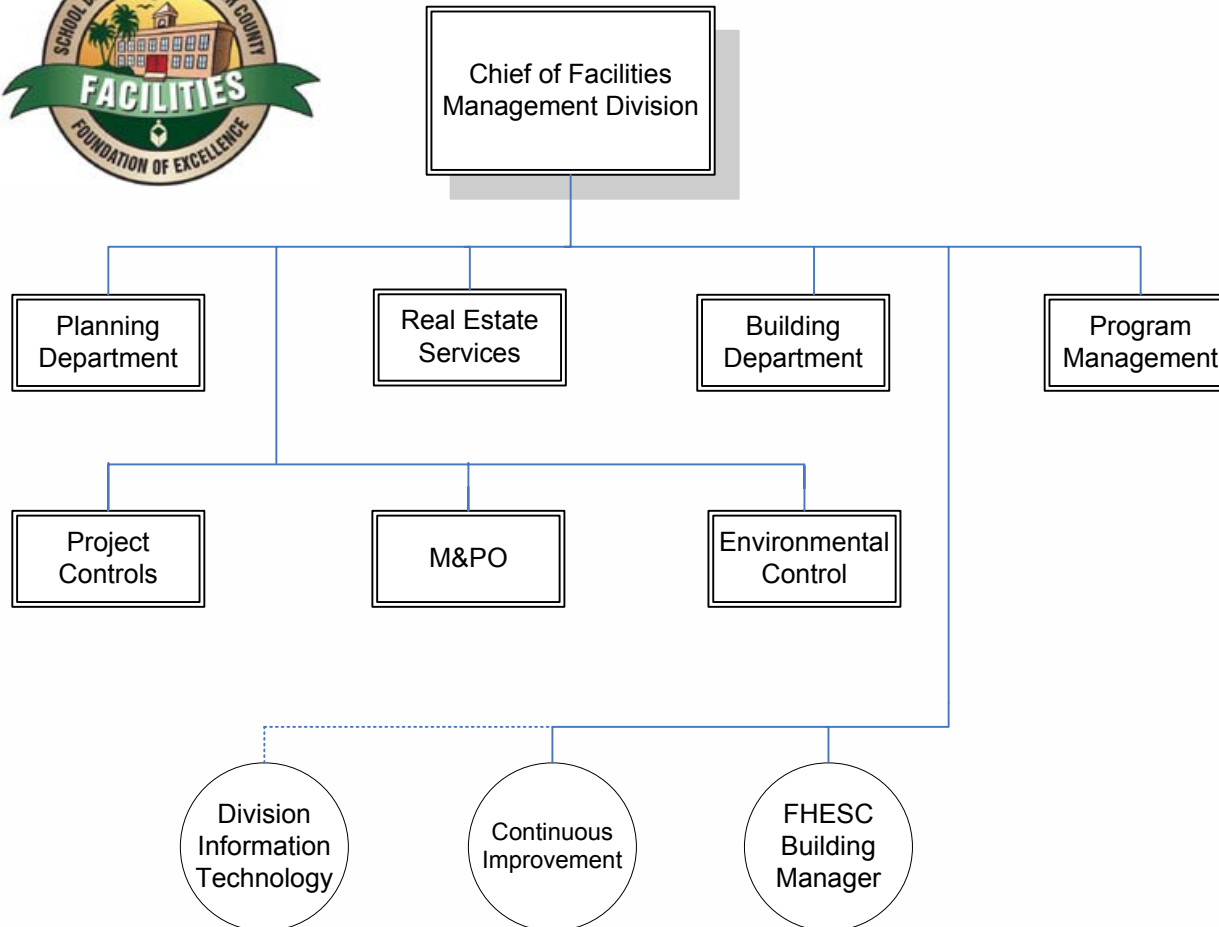 SCHOOL
COUNTY
FACILITIES
FOUNDATION OF EXCELLENCE
Chief of Facilities
Management Division
Planning
Department
Real Estate
Services
Building
Department
Program
Management
Project
Controls
M&PO
Environmental
Control
Division
Information
Technology
Continuous
Improvement
FHESC
Building
Manager